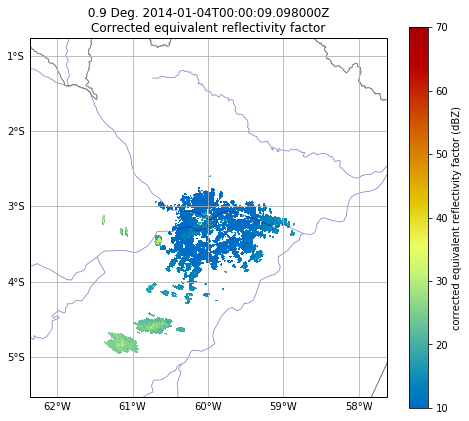 0.9 Deg. 2014-01-04T00:00:09.098000Z
Corrected equivalent reflectivity factor
1°S
2°S
3°S
4°S
5°S
62°W 61°W 60°W 59°W 58°W
70
60
50
40
30
20
10
corrected equivalent reflectivity factor (dBZ)